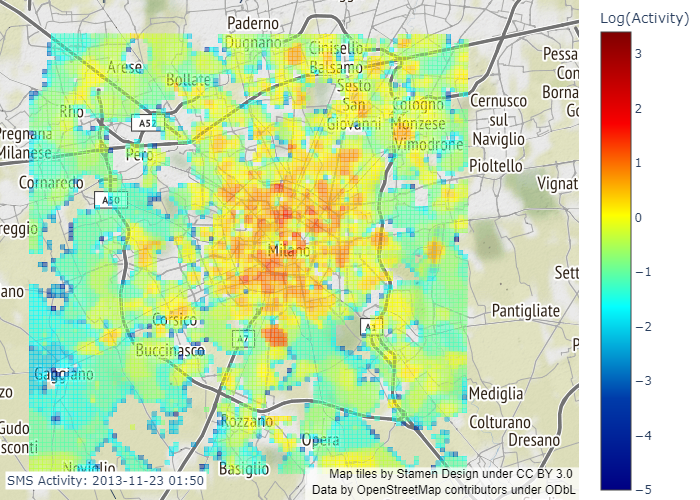 Log(Activity)
3
2
1
0
−1
−2
−3
−4
−5
Paderno
Dugnano
Cinisello
Balsamo
Arese
Bollate
Sesto
San
Giovanni
Cologno
Monzese
Vimodrone
Rho
A52
Pero
Pregnana
Milanese
Cornaredo
A50
reggio
Cernusco
sul
Naviglio
Pioltello
Pessa
Con
Borna
Go
Vignat
Milano
Sett
ano
Pantigliate
Corsico
A7
A1
Buccinasco
Gaggiano
P
zo
Mediglia
Colturano
Dresano
Rozzano
Opera
Gudo
sconti
Noviglio
Basiglio
SMS Activity: 2013-11-23 01:50
Map tiles by Stamen Design under CC BY 3.0
Data by OpenStreetMap contributors under ODbL